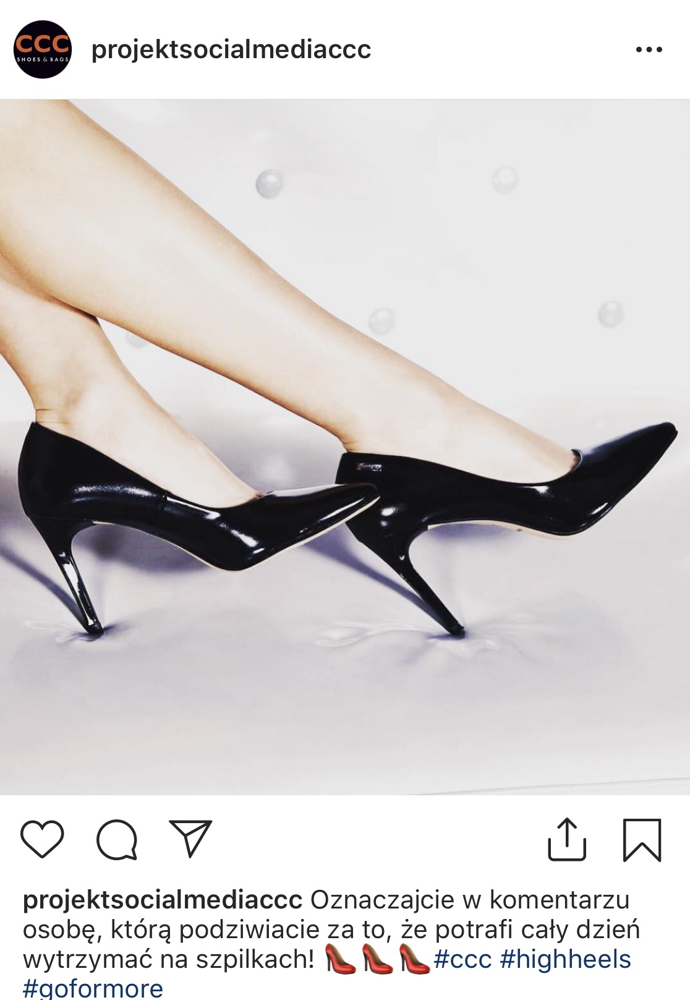 CCC
SHOES & BAGS
projektsocialmediaccc
projektsocialmediaccc Oznaczajcie w komentarzu
osobę, którą podziwiacie za to, że potrafi cały dzień
wytrzymać na szpilkach! 👠👠👠#ccc #highheels
#goformore